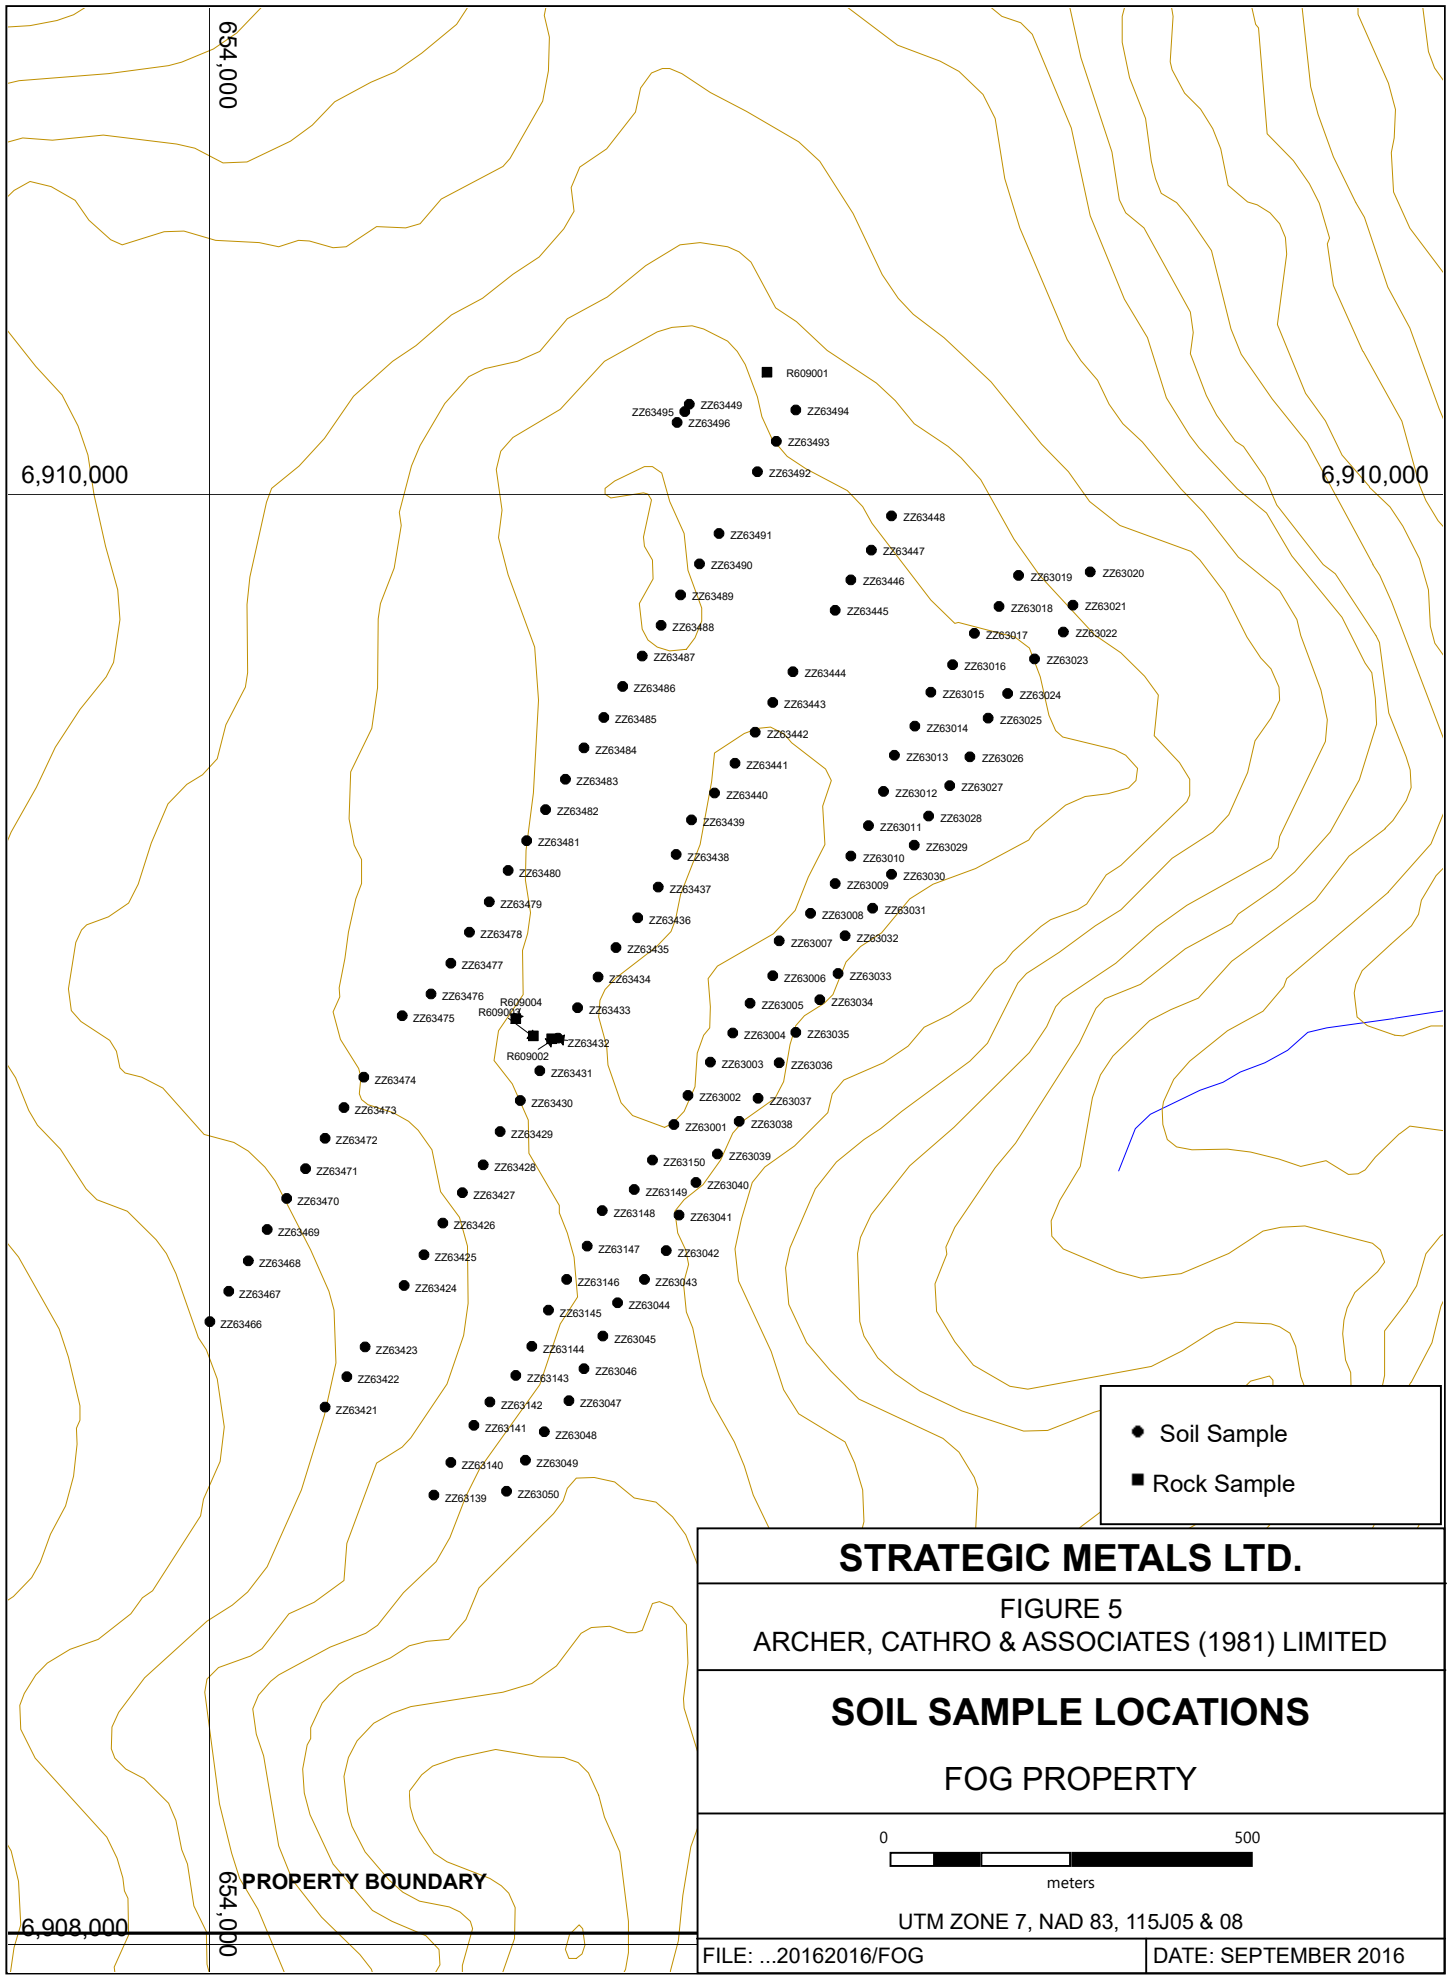 654,000
R609001
ZZ63449
ZZ63495
ZZ63494
ZZ63496
ZZ63493
ZZ63492
6,910,000
6,910,000
ZZ63448
ZZ63491
ZZ63447
ZZ63490
ZZ63446
ZZ63019
ZZ63020
ZZ63489
ZZ63445
ZZ63018
ZZ63021
ZZ63488
ZZ63017
ZZ63022
ZZ63487
ZZ63016
ZZ63023
ZZ63444
ZZ63486
ZZ63015
ZZ63024
ZZ63443
ZZ63485
ZZ63014
ZZ63025
ZZ63442
ZZ63484
ZZ63013
ZZ63026
ZZ63441
ZZ63483
ZZ63012
ZZ63027
ZZ63440
ZZ63482
ZZ63439
ZZ63011
ZZ63028
ZZ63481
ZZ63438
ZZ63010
ZZ63029
ZZ63480
ZZ63437
ZZ63009
ZZ63030
ZZ63479
ZZ63436
ZZ63008
ZZ63031
ZZ63478
ZZ63435
ZZ63007
ZZ63032
ZZ63477
ZZ63434
ZZ63006
ZZ63033
ZZ63476
R609004
ZZ63433
ZZ63005
ZZ63034
ZZ63475
R609003
ZZ63432
ZZ63004
ZZ63035
R609002
ZZ63431
ZZ63003
ZZ63036
ZZ63474
ZZ63430
ZZ63002
ZZ63037
ZZ63473
ZZ63429
ZZ63001
ZZ63038
ZZ63472
ZZ63428
ZZ63150
ZZ63039
ZZ63471
ZZ63427
ZZ63149
ZZ63040
ZZ63470
ZZ63426
ZZ63148
ZZ63041
ZZ63469
ZZ63425
ZZ63147
ZZ63042
ZZ63468
ZZ63424
ZZ63146
ZZ63043
ZZ63467
ZZ63145
ZZ63044
ZZ63466
ZZ63423
ZZ63144
ZZ63045
ZZ63422
ZZ63143
ZZ63046
ZZ63421
ZZ63142
ZZ63047
ZZ63141
ZZ63048
ZZ63140
ZZ63049
ZZ63139
ZZ63050
Soil Sample
Rock Sample
STRATEGIC METALS LTD.
FIGURE 5
ARCHER, CATHRO & ASSOCIATES (1981) LIMITED
SOIL SAMPLE LOCATIONS
FOG PROPERTY
0 500
meters
UTM ZONE 7, NAD 83, 115J05 & 08
FILE: ...20162016/FOG
DATE: SEPTEMBER 2016
PROPERTY BOUNDARY
654,000
6,908,000